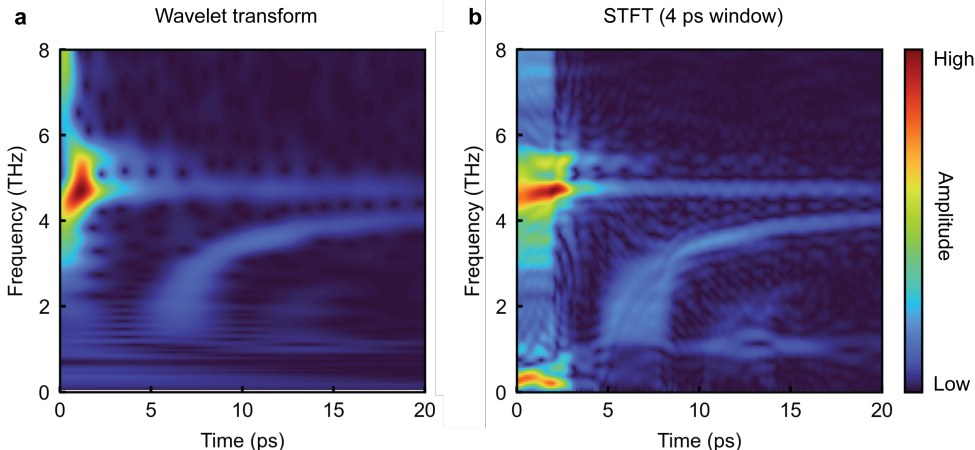 a
Wavelet transform
8
6
4
2
0
Frequency (THz)
0
5
10
15
20
Time (ps)
b
STFT (4 ps window)
8
6
4
2
0
Frequency (THz)
0
5
10
15
20
Time (ps)
High
Amplitude
Low